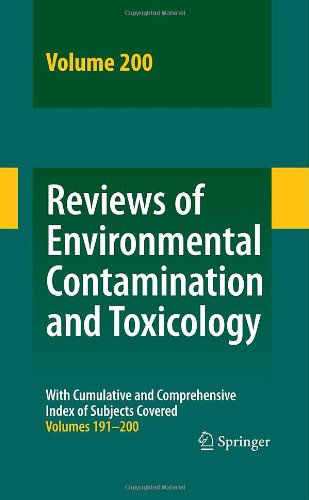 Volume 200
Reviews of
Environmental
Contamination
and Toxicology
With Cumulative and Comprehensive
Index of Subjects Covered
Volumes 191–200
Springer